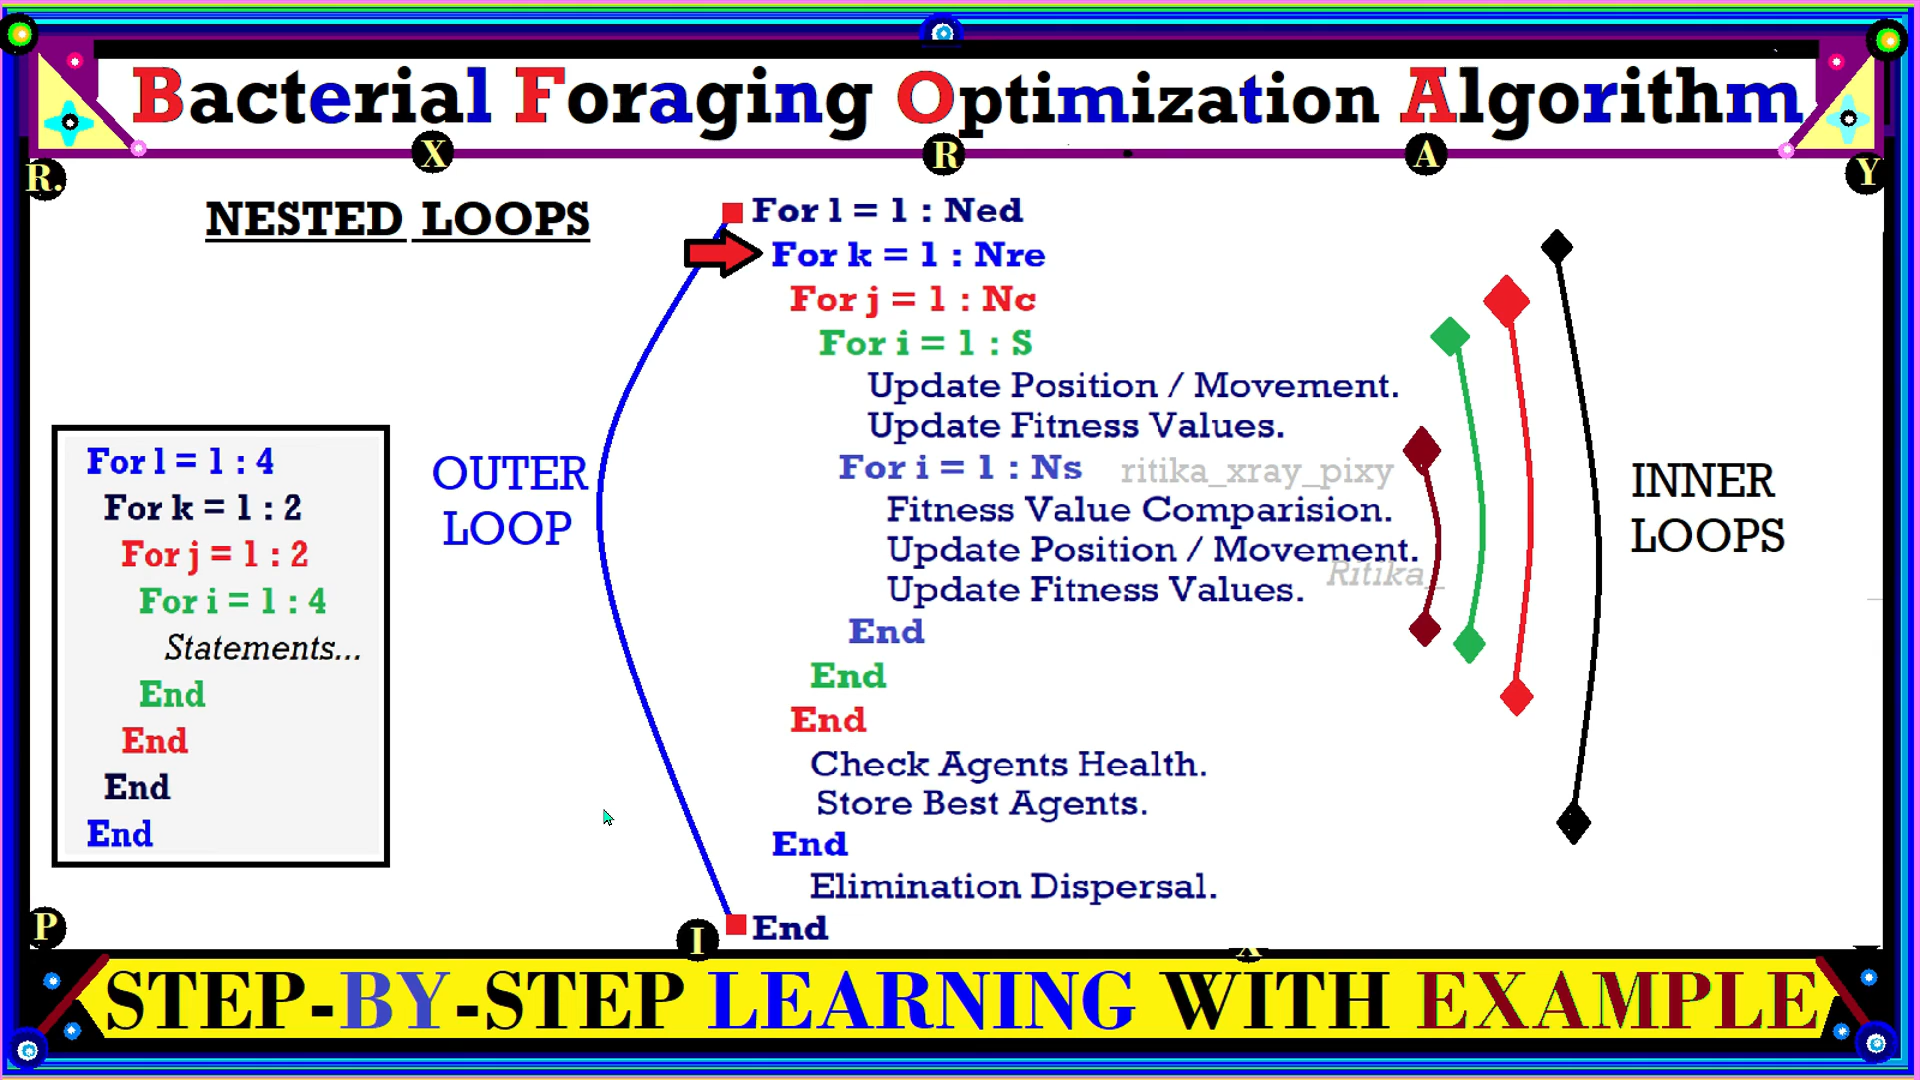 Bacterial Foraging Optimization Algorithm
R. X R A Y
NESTED LOOPS
For l = 1 : Ned
For k = 1 : Nre
For j = 1 : Nc
For i = 1 : S
Update Position / Movement.
Update Fitness Values.
For i = 1 : Ns
ritika_xray_pixy
Fitness Value Comparision.
Update Position / Movement.
Ritika_
Update Fitness Values.
End
End
End
Check Agents Health.
Store Best Agents.
End
Elimination Dispersal.
End
For l = 1 : 4
For k = 1 : 2
For j = 1 : 2
For i = 1 : 4
Statements...
End
End
End
End
OUTER
LOOP
INNER
LOOPS
P I X
STEP-BY-STEP LEARNING WITH EXAMPLE